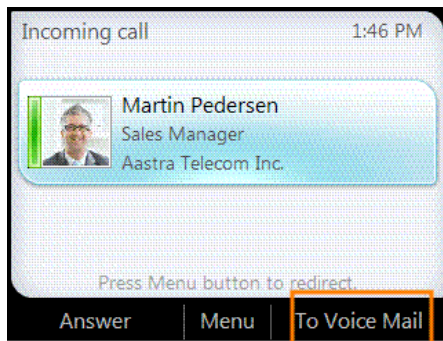 Incoming call 1:46 PM
Martin Pedersen
Sales Manager
Aastra Telecom Inc.
Press Menu button to redirect.
Answer Menu To Voice Mail